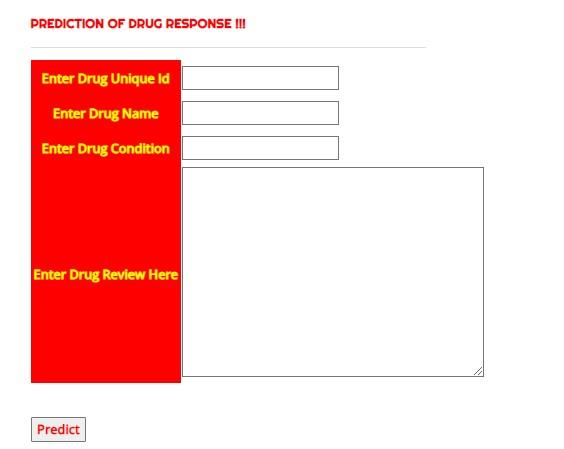 PREDICTION OF DRUG RESPONSE !!!
Enter Drug Unique Id
Enter Drug Name
Enter Drug Condition
Enter Drug Review Here
Predict